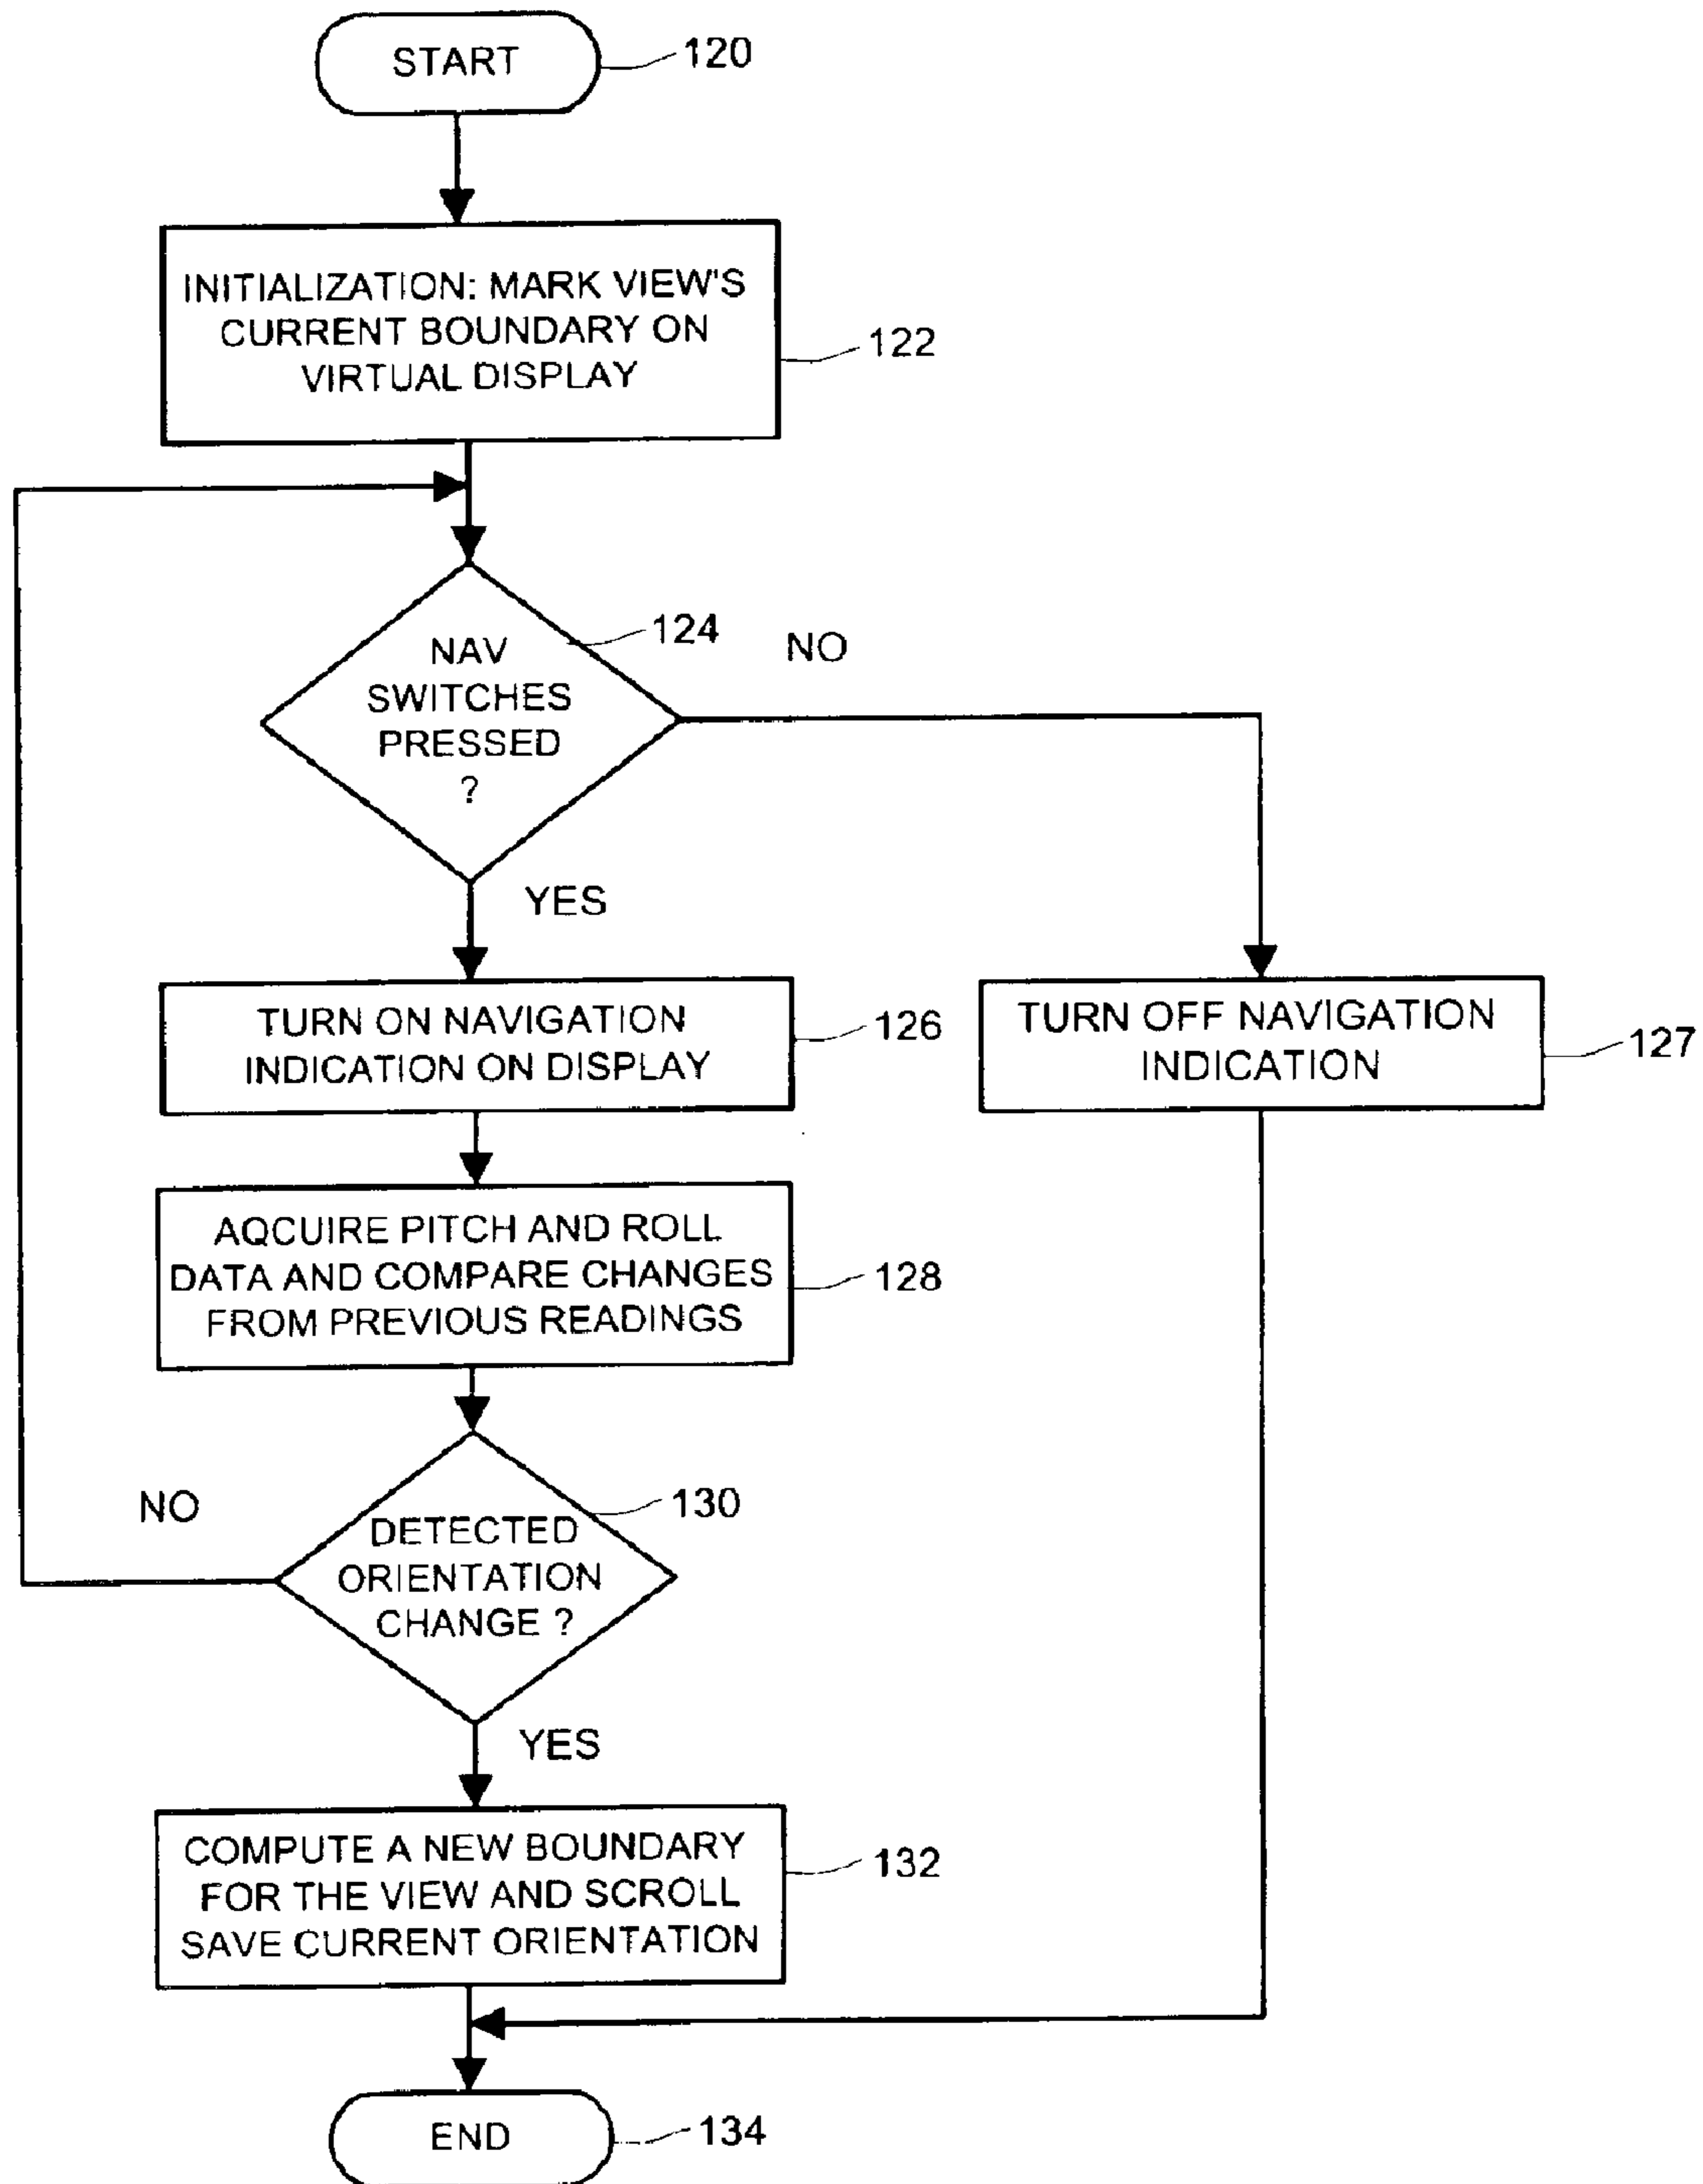 START
120
INITIALIZATION: MARK VIEW'S
CURRENT BOUNDARY ON
VIRTUAL DISPLAY
122
NAV
SWITCHES
PRESSED
?
124
NO
YES
TURN ON NAVIGATION
INDICATION ON DISPLAY
126
TURN OFF NAVIGATION
INDICATION
127
AQCUIRE PITCH AND ROLL
DATA AND COMPARE CHANGES
FROM PREVIOUS READINGS
128
NO
DETECTED
ORIENTATION
CHANGE ?
130
YES
COMPUTE A NEW BOUNDARY
FOR THE VIEW AND SCROLL
SAVE CURRENT ORIENTATION
132
END
134